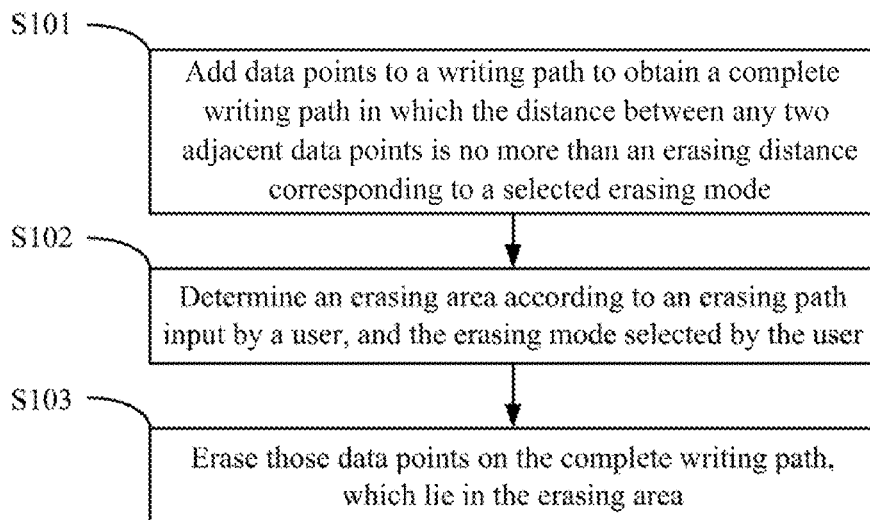 S101
Add data points to a writing path to obtain a complete
writing path in which the distance between any two
adjacent data points is no more than an erasing distance
corresponding to a selected erasing mode
S102
Determine an erasing area according to an erasing path
input by a user, and the erasing mode selected by the user
S103
Erase those data points on the complete writing path,
which lie in the erasing area